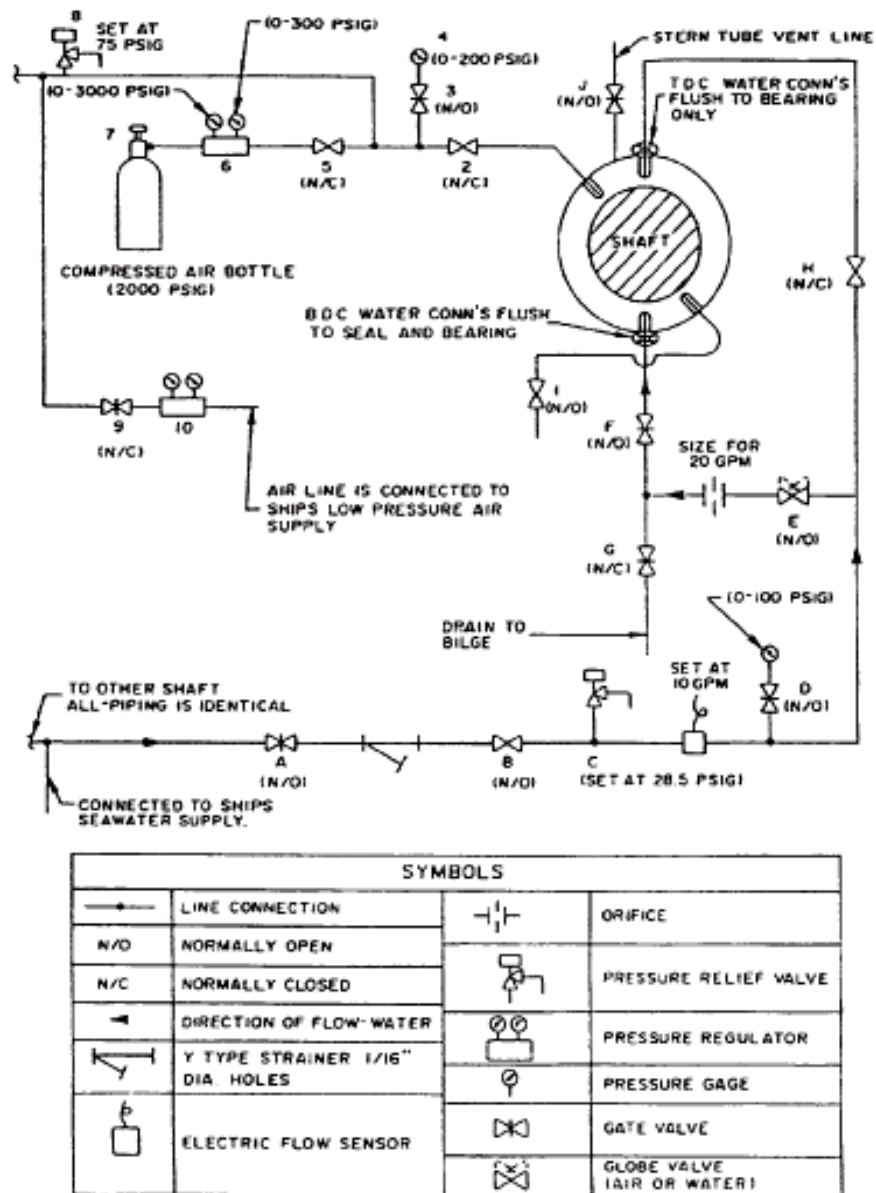 8
SET AT
75 PSIG
(0-300 PSIG)
4
(0-200 PSIG)
3
(N/O)
(0-3000 PSIG)
7
6
5
(N/C)
2
(N/C)
COMPRESSED AIR BOTTLE
(2000 PSIG)
STERN TUBE VENT LINE
J
(N/O)
TDC WATER CONN'S
FLUSH TO BEARING
ONLY
SHAFT
H
(N/C)
BDC WATER CONN'S FLUSH
TO SEAL AND BEARING
I
(N/O)
F
(N/O)
SIZE FOR
20 GPM
E
(N/O)
9
(N/C)
10
AIR LINE IS CONNECTED TO
SHIPS LOW PRESSURE AIR
SUPPLY
G
(N/C)
DRAIN TO
BILGE
(0-100 PSIG)
SET AT
10 GPM
D
(N/O)
TO OTHER SHAFT
ALL-PIPING IS IDENTICAL
A
(N/O)
B
(N/O)
C
(SET AT 28.5 PSIG)
CONNECTED TO SHIPS
SEAWATER SUPPLY.
SYMBOLS
LINE CONNECTION
N/O NORMALLY OPEN
N/C NORMALLY CLOSED
DIRECTION OF FLOW-WATER
Y TYPE STRAINER 1/16"
DIA. HOLES
ELECTRIC FLOW SENSOR
ORIFICE
PRESSURE RELIEF VALVE
PRESSURE REGULATOR
PRESSURE GAGE
GATE VALVE
GLOBE VALVE
(AIR OR WATER)